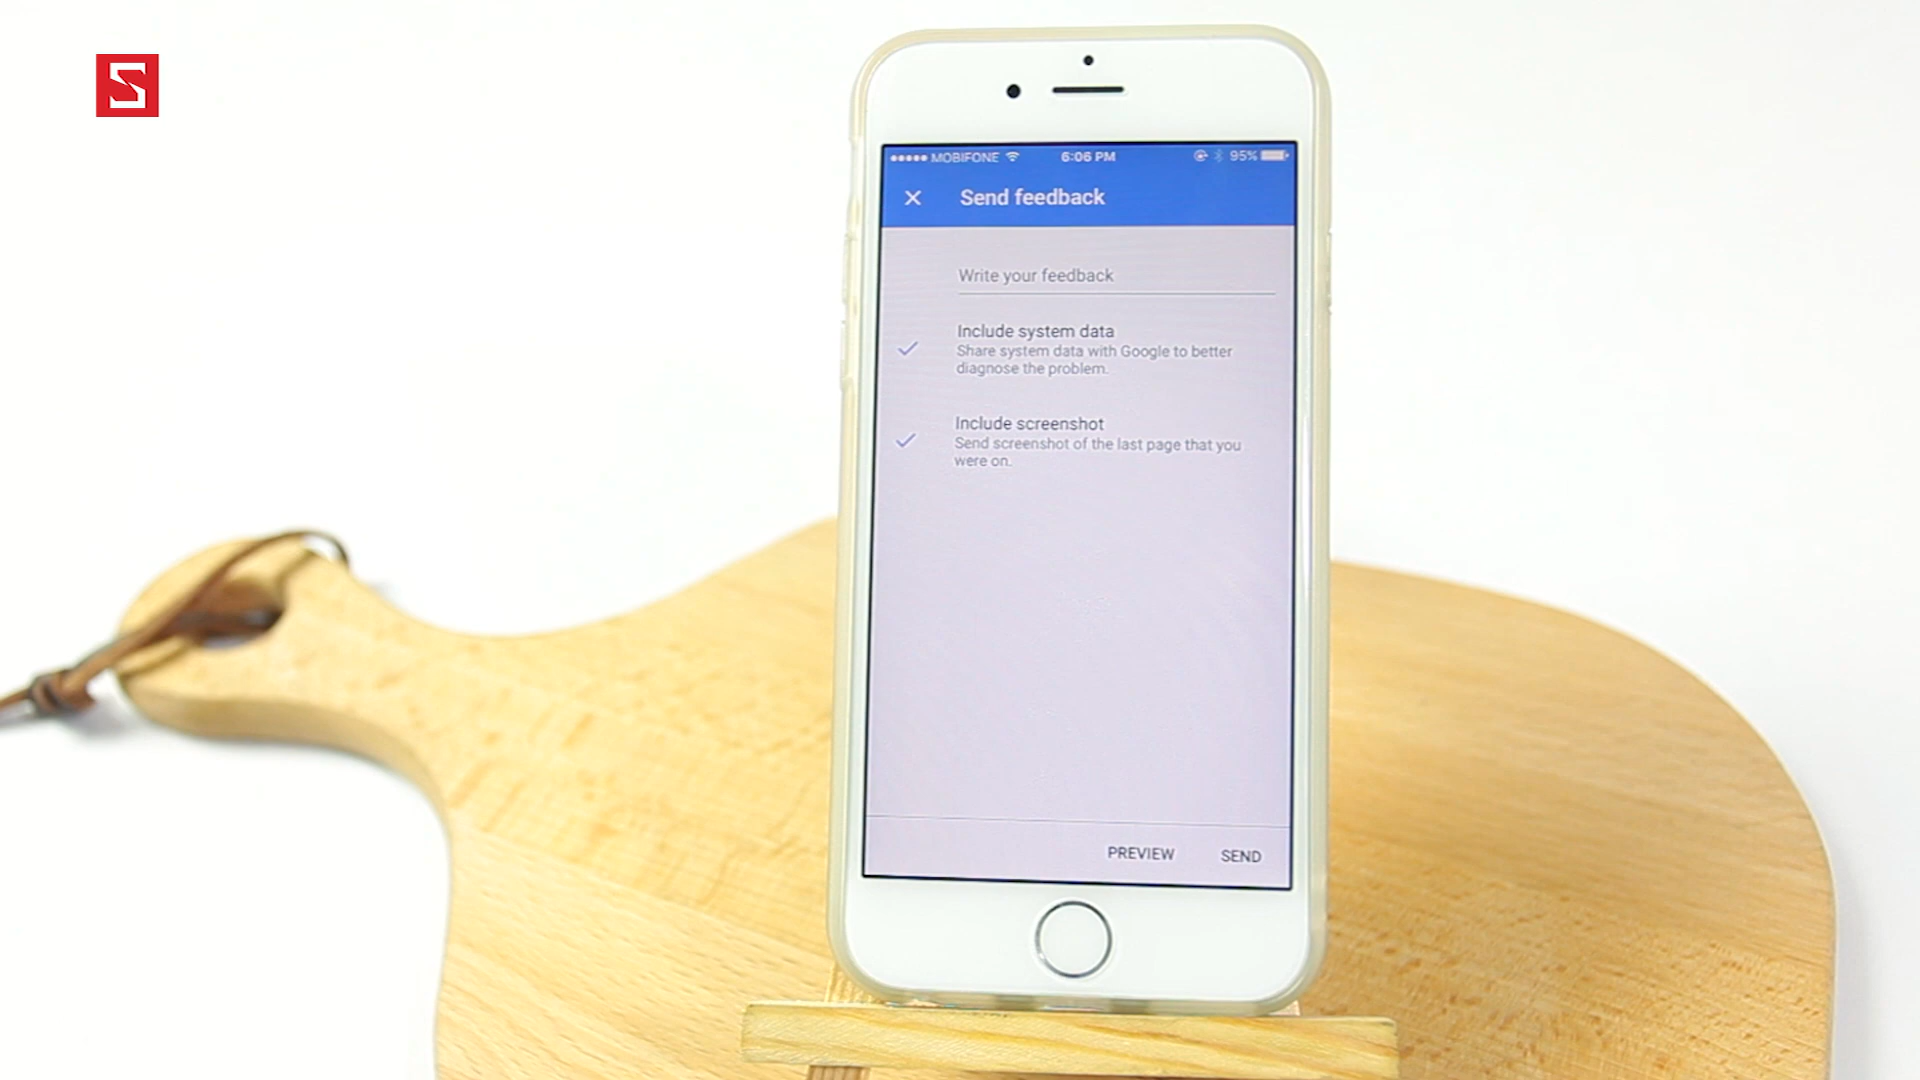 S
MOBIFONE 6:06 PM 95%
Send feedback
Write your feedback
Include system data
Share system data with Google to better
diagnose the problem.
Include screenshot
Send screenshot of the last page that you
were on.
PREVIEW SEND